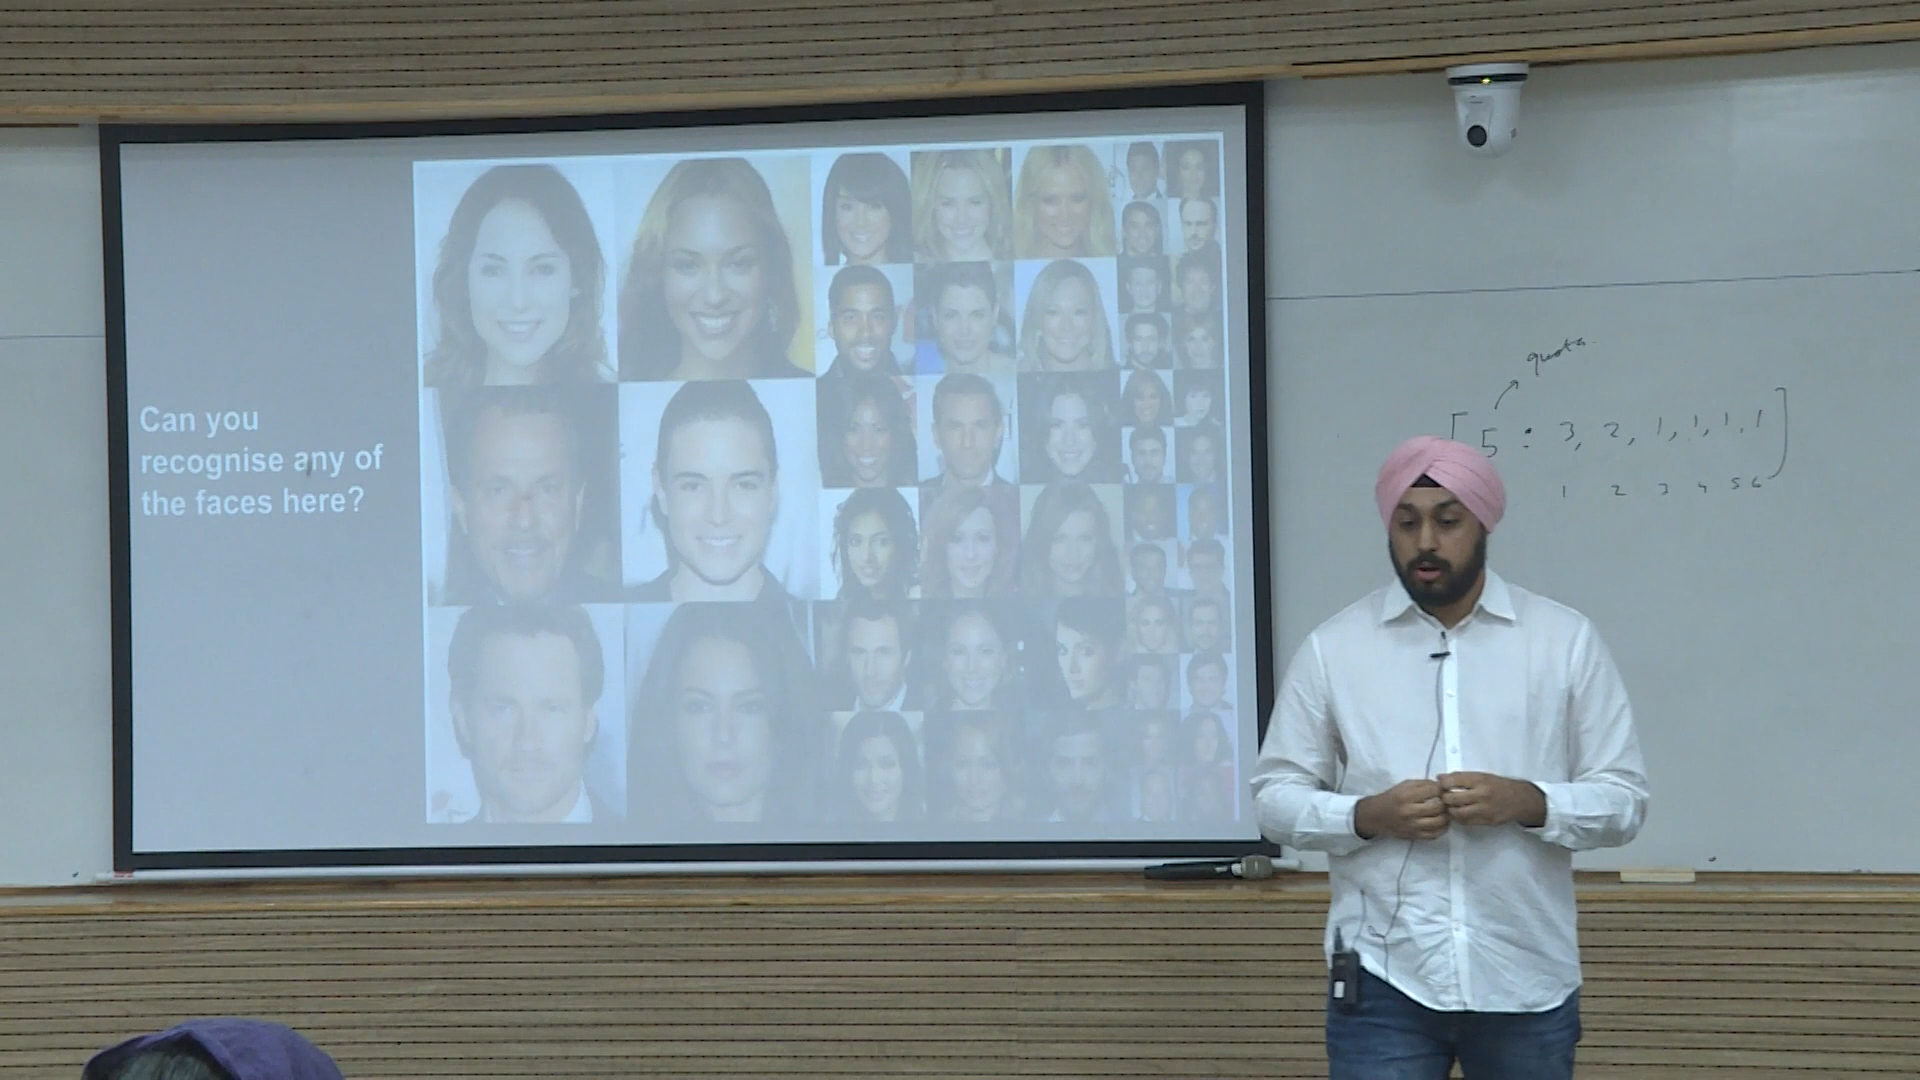 Can you
recognise any of
the faces here?
quota
[5 : 3, 2, 1, 1, 1, 1]
1 2 3 4 5 6